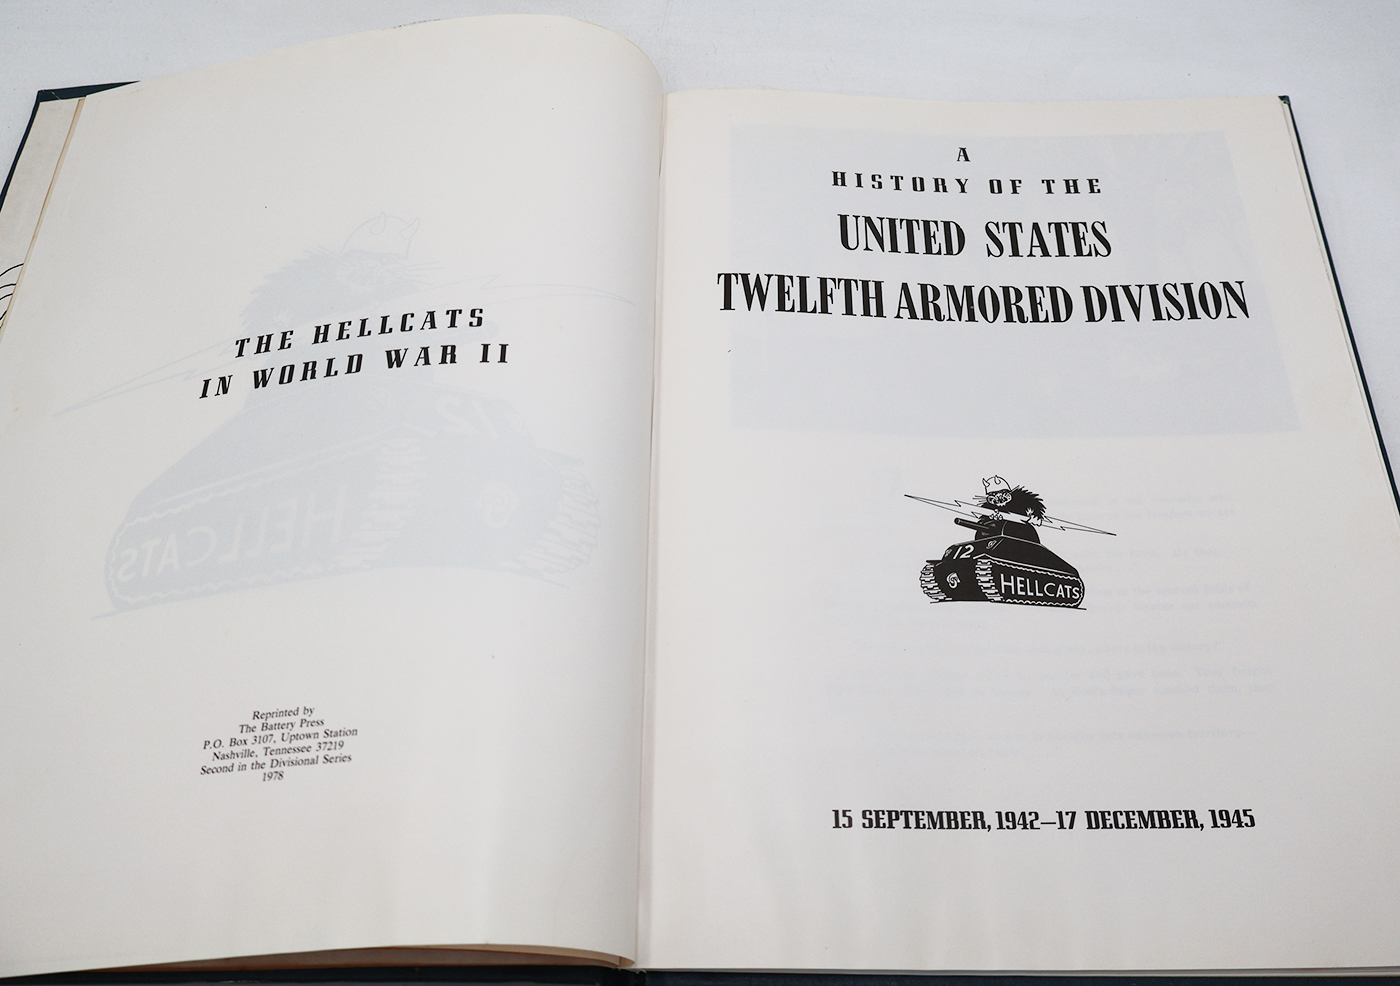 THE HELLCATS
IN WORLD WAR II
Reprinted by
The Battery Press
P.O. Box 3107, Uptown Station
Nashville, Tennessee 37219
Second in the Divisional Series
1978
A
HISTORY OF THE
UNITED STATES
TWELFTH ARMORED DIVISION
12
HELLCATS
15 SEPTEMBER, 1942—17 DECEMBER, 1945